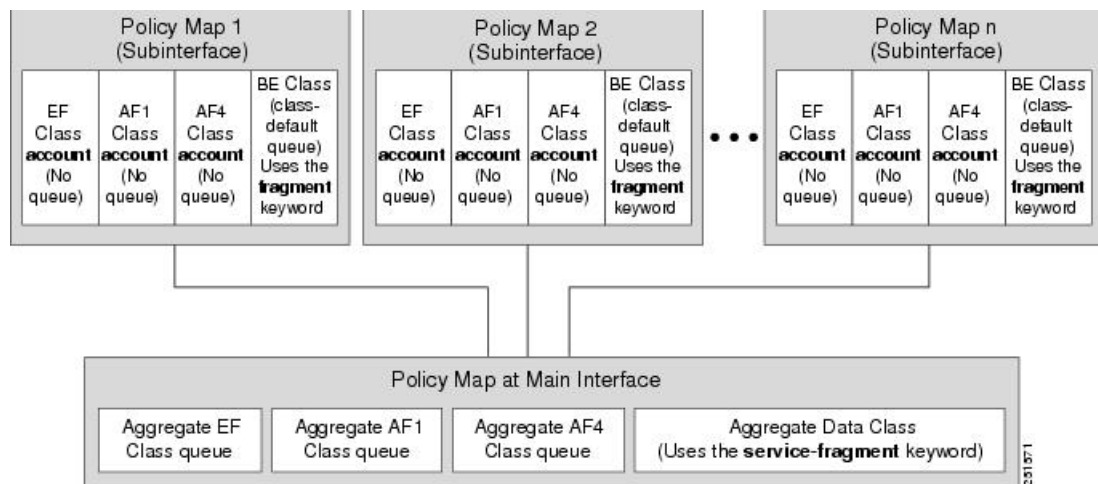 Policy Map 1
(Subinterface)
EF
Class
account
(No
queue)
AF1
Class
account
(No
queue)
AF4
Class
account
(No
queue)
BE Class
(class-
default
queue)
Uses the
fragment
keyword
Policy Map 2
(Subinterface)
EF
Class
account
(No
queue)
AF1
Class
account
(No
queue)
AF4
Class
account
(No
queue)
BE Class
(class-
default
queue)
Uses the
fragment
keyword
Policy Map n
(Subinterface)
EF
Class
account
(No
queue)
AF1
Class
account
(No
queue)
AF4
Class
account
(No
queue)
BE Class
(class-
default
queue)
Uses the
fragment
keyword
Policy Map at Main Interface
Aggregate EF
Class queue
Aggregate AF1
Class queue
Aggregate AF4
Class queue
Aggregate Data Class
(Uses the service-fragment keyword)
251571